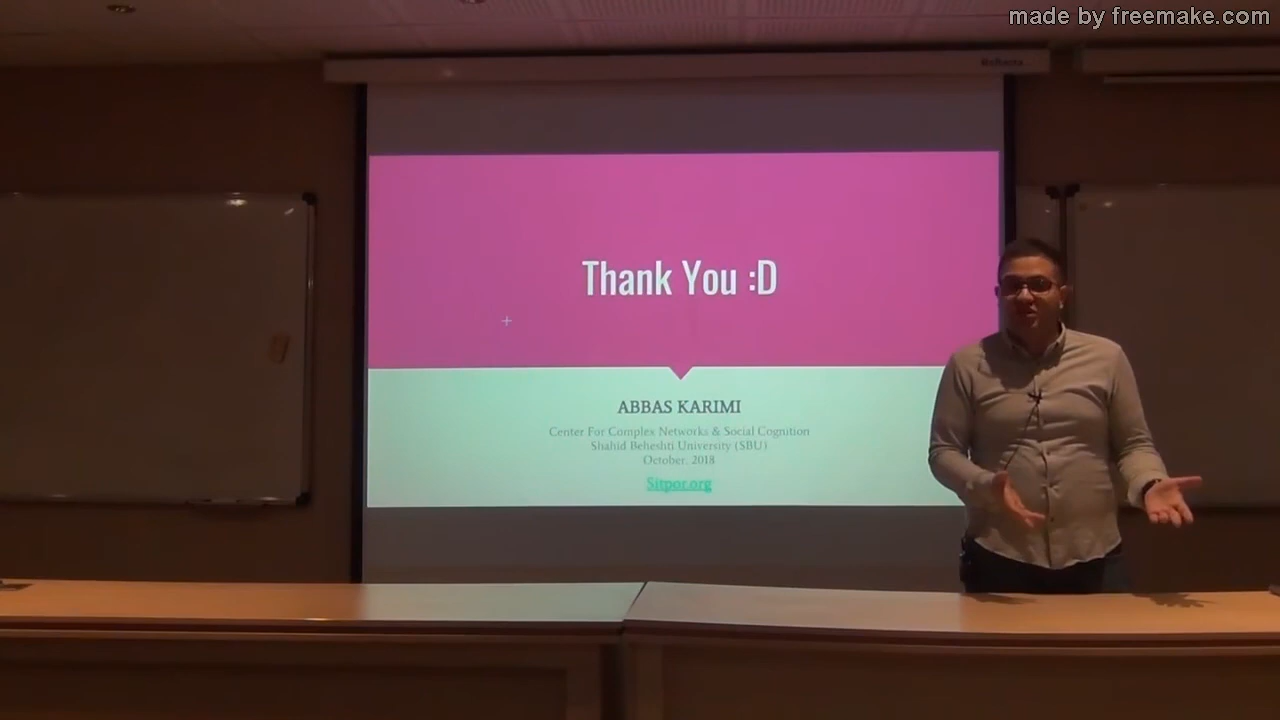 made by freemake.com
Thank You :D
ABBAS KARIMI
Center For Complex Networks & Social Cognition
Shahid Beheshti University (SBU)
October, 2018
Sitpor.org